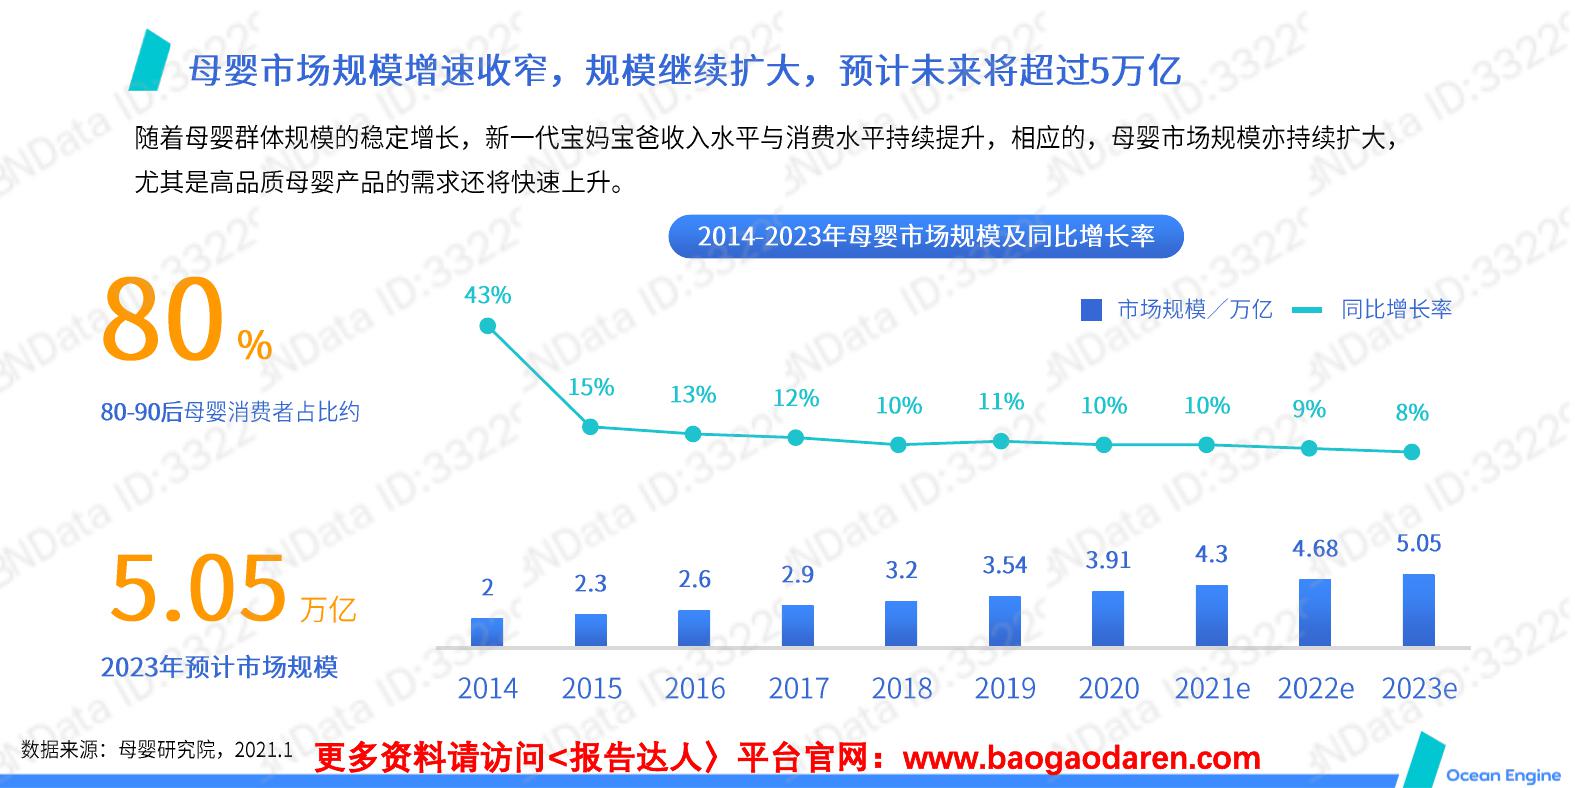 母婴市场规模增速收窄，规模继续扩大，预计未来将超过5万亿
随着母婴群体规模的稳定增长，新一代宝妈宝爸收入水平与消费水平持续提升，相应的，母婴市场规模亦持续扩大，
尤其是高品质母婴产品的需求还将快速上升。
2014-2023年母婴市场规模及同比增长率
80 %
80-90后母婴消费者占比约
5.05 万亿
2023年预计市场规模
市场规模／万亿 同比增长率
43% 15% 13% 12% 10% 11% 10% 10% 9% 8%
2 2.3 2.6 2.9 3.2 3.54 3.91 4.3 4.68 5.05
2014 2015 2016 2017 2018 2019 2020 2021e 2022e 2023e
数据来源：母婴研究院，2021.1
更多资料请访问<报告达人〉平台官网：www.baogaodaren.com
Ocean Engine